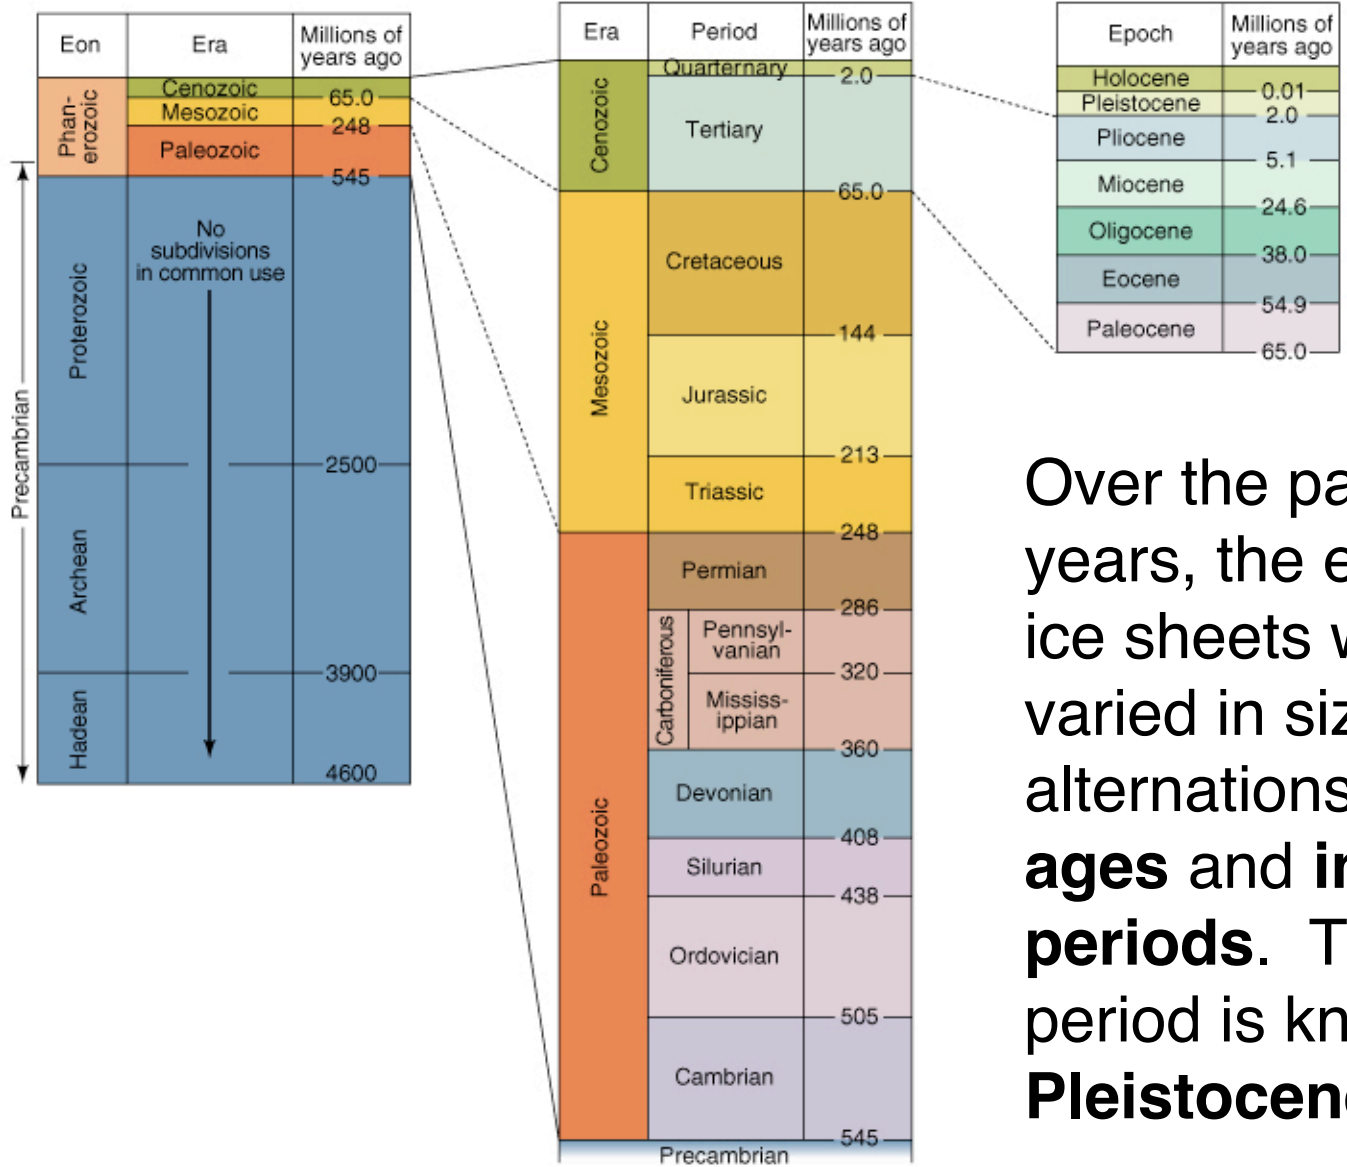 Eon
Era
Millions of
years ago
Phan-
erozoic
Cenozoic
65.0
Mesozoic
248
Paleozoic
545
Precambrian
Proterozoic
No
subdivisions
in common use
2500
Archean
3900
Hadean
4600
Era
Period
Millions of
years ago
Cenozoic
Quarternary
2.0
Tertiary
65.0
Mesozoic
Cretaceous
144
Jurassic
213
Triassic
248
Paleozoic
Permian
286
Carboniferous
Pennsyl-
vanian
320
Mississ-
ippian
360
Devonian
408
Silurian
438
Ordovician
505
Cambrian
545
Precambrian
Epoch
Millions of
years ago
Holocene
0.01
Pleistocene
2.0
Pliocene
5.1
Miocene
24.6
Oligocene
38.0
Eocene
54.9
Paleocene
65.0
Over the
years, the
ice sheets
varied in
alternations
ages and
periods.
period is
Pleistocene